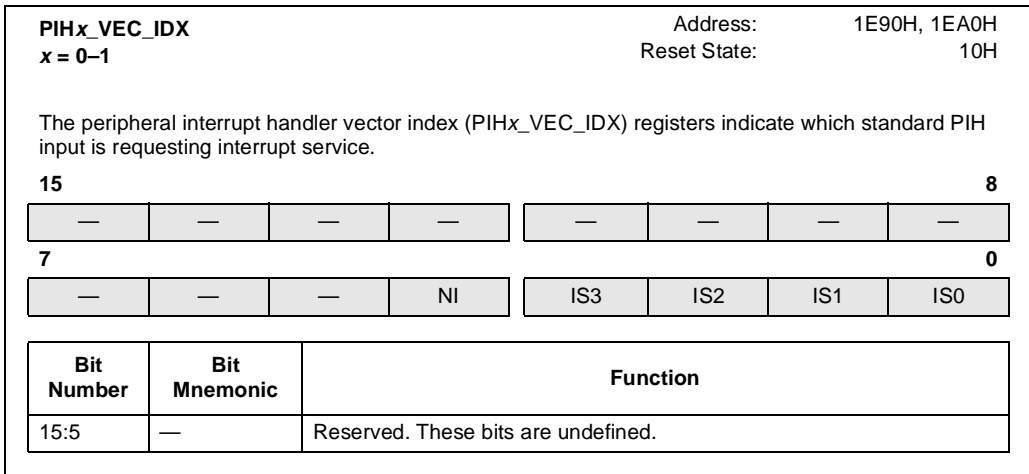 PIHx_VEC_IDX Address: 1E90H, 1EA0H
x = 0–1 Reset State: 10H
The peripheral interrupt handler vector index (PIHx_VEC_IDX) registers indicate which standard PIH
input is requesting interrupt service.
15 8
— — — — — — — —
7 0
— — — NI IS3 IS2 IS1 IS0
Bit Number Bit Mnemonic Function
15:5 — Reserved. These bits are undefined.